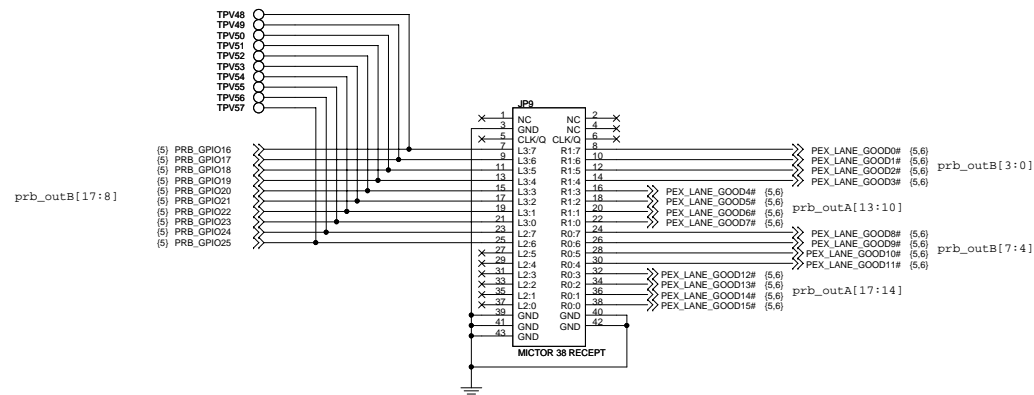 TPV48
TPV49
TPV50
TPV51
TPV52
TPV53
TPV54
TPV55
TPV56
TPV57
JP9
1 NC NC 2
3 GND NC 4
5 CLK/Q CLK/Q 6
{5} PRB_GPIO16 7 L3:7 R1:7 8 PEX_LANE_GOOD0# {5,6}
{5} PRB_GPIO17 9 L3:6 R1:6 10 PEX_LANE_GOOD1# {5,6}
prb_outB[3:0]
{5} PRB_GPIO18 11 L3:5 R1:5 12 PEX_LANE_GOOD2# {5,6}
{5} PRB_GPIO19 13 L3:4 R1:4 14 PEX_LANE_GOOD3# {5,6}
{5} PRB_GPIO20 15 L3:3 R1:3 16 PEX_LANE_GOOD4# {5,6}
prb_outB[17:8]
{5} PRB_GPIO21 17 L3:2 R1:2 18 PEX_LANE_GOOD5# {5,6}
prb_outA[13:10]
{5} PRB_GPIO22 19 L3:1 R1:1 20 PEX_LANE_GOOD6# {5,6}
{5} PRB_GPIO23 21 L3:0 R1:0 22 PEX_LANE_GOOD7# {5,6}
{5} PRB_GPIO24 23 L2:7 R0:7 24 PEX_LANE_GOOD8# {5,6}
{5} PRB_GPIO25 25 L2:6 R0:6 26 PEX_LANE_GOOD9# {5,6}
prb_outB[7:4]
27 L2:5 R0:5 28 PEX_LANE_GOOD10# {5,6}
29 L2:4 R0:4 30 PEX_LANE_GOOD11# {5,6}
31 L2:3 R0:3 32 PEX_LANE_GOOD12# {5,6}
33 L2:2 R0:2 34 PEX_LANE_GOOD13# {5,6}
prb_outA[17:14]
35 L2:1 R0:1 36 PEX_LANE_GOOD14# {5,6}
37 L2:0 R0:0 38 PEX_LANE_GOOD15# {5,6}
39 GND GND 40
41 GND GND 42
43 GND
MICTOR 38 RECEPT